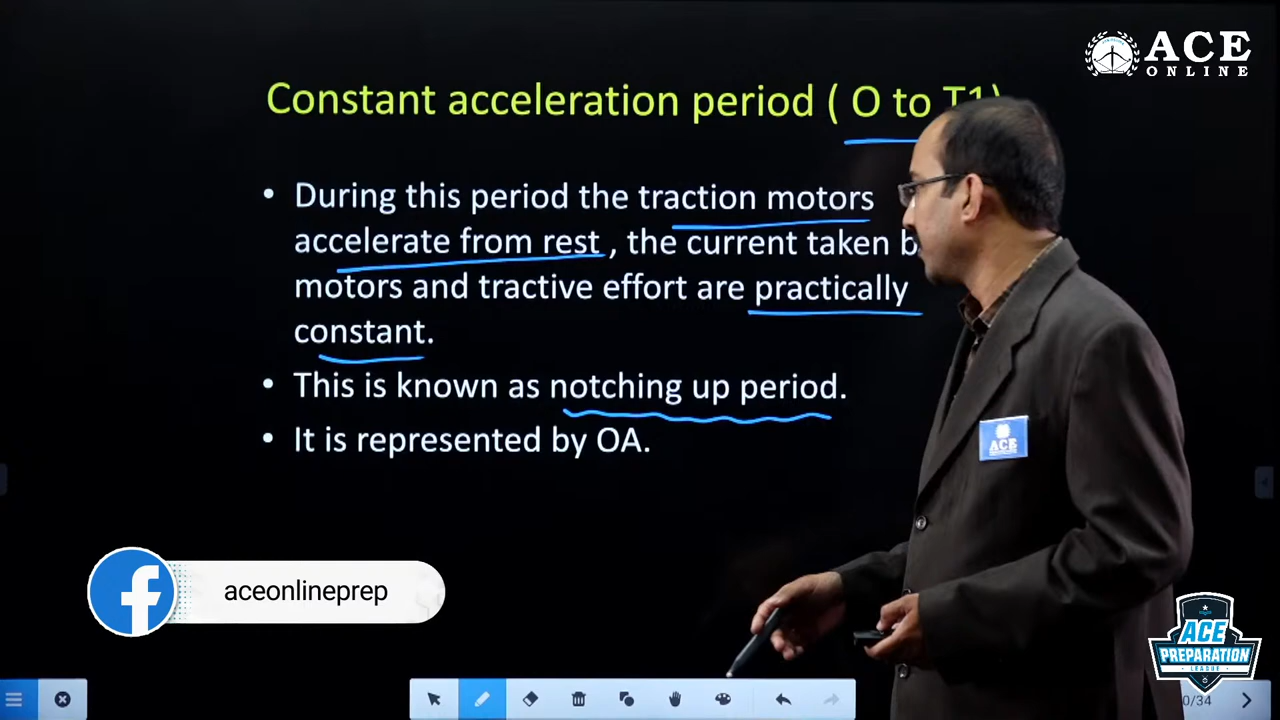 ACE
ONLINE
Constant acceleration period ( O to T1)
• During this period the traction motors
accelerate from rest , the current taken
motors and tractive effort are practically
constant.
• This is known as notching up period.
• It is represented by OA.
ACE
aceonlineprep
ACE
PREPARATION
LEAGUE
0/34